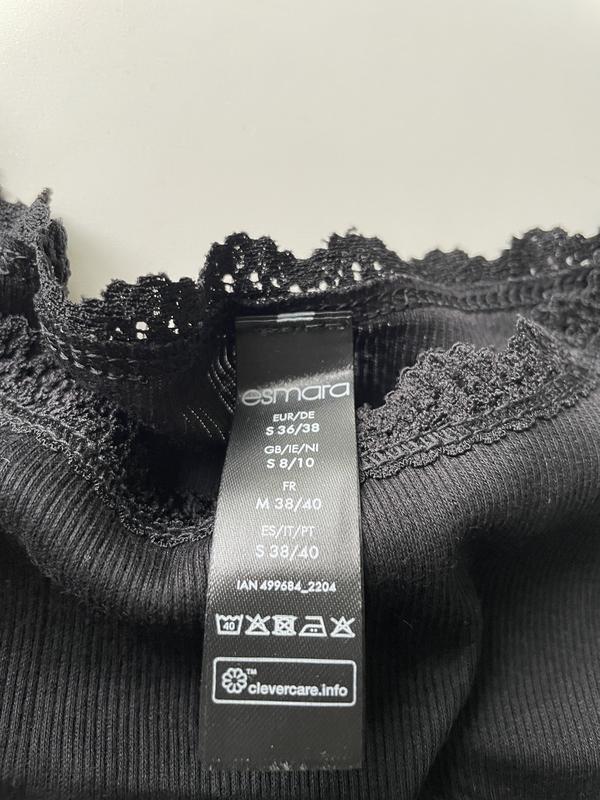 esmara
EUR/DE
S 36/38
GB/IE/NI
S 8/10
FR
M 38/40
ES/IT/PT
S 38/40
IAN 499684_2204
40
™
clevercare.info